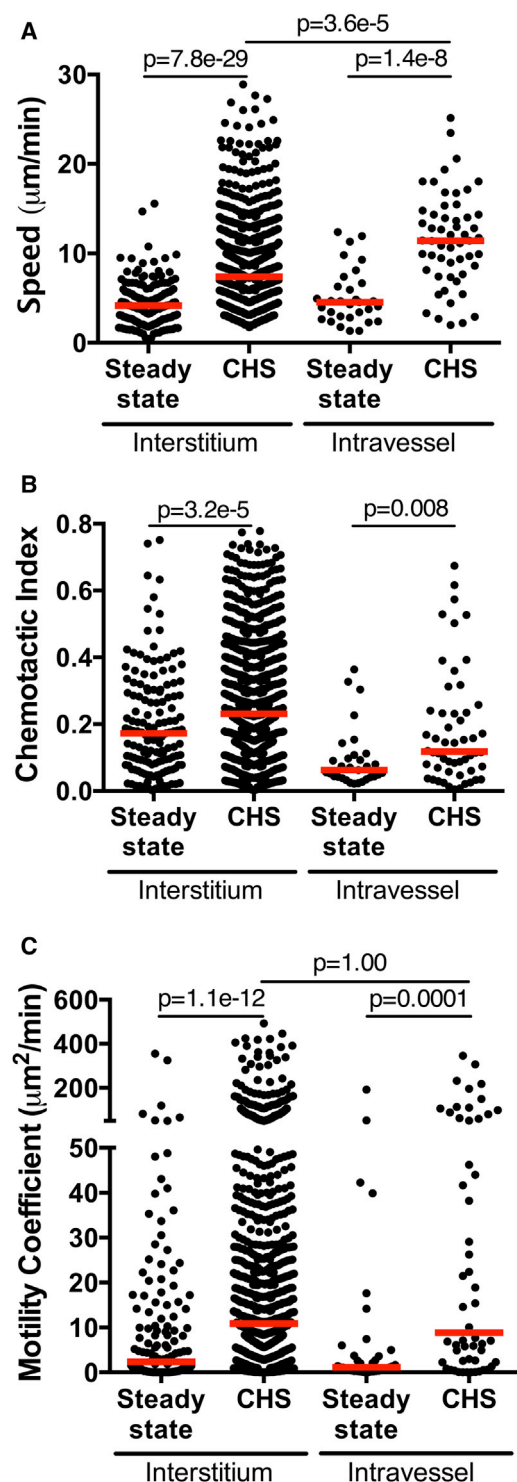 A
p=3.6e-5
p=7.8e-29
p=1.4e-8
30
20
10
0
Speed (μm/min)
Steady state
CHS
Steady state
CHS
Interstitium
Intravessel
B
p=3.2e-5
p=0.008
0.8
0.6
0.4
0.2
0.0
Chemotactic Index
Steady state
CHS
Steady state
CHS
Interstitium
Intravessel
C
p=1.00
p=1.1e-12
p=0.0001
600
400
200
50
40
30
20
10
0
Motility Coefficient (μm²/min)
Steady state
CHS
Steady state
CHS
Interstitium
Intravessel